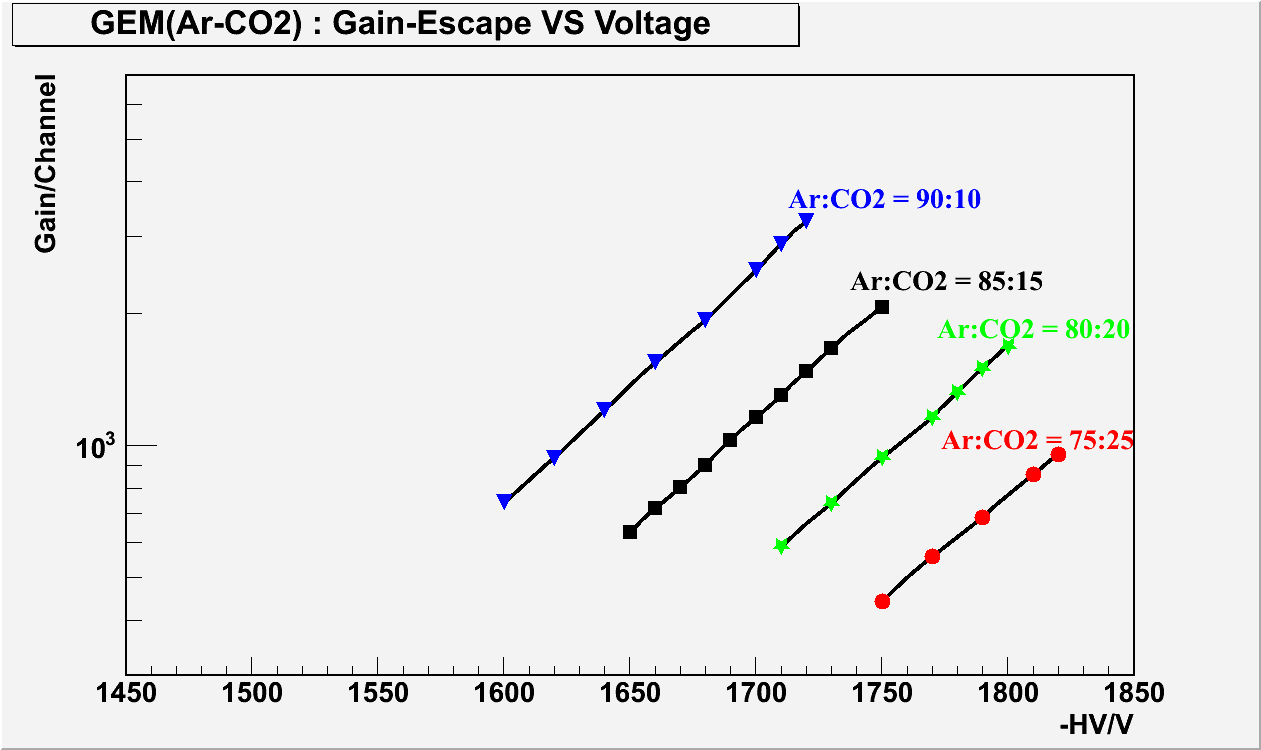 GEM(Ar-CO2) : Gain-Escape VS Voltage
Gain/Channel
Ar:CO2 = 90:10
Ar:CO2 = 85:15
Ar:CO2 = 80:20
Ar:CO2 = 75:25
10³
1450 1500 1550 1600 1650 1700 1750 1800 1850
-HV/V